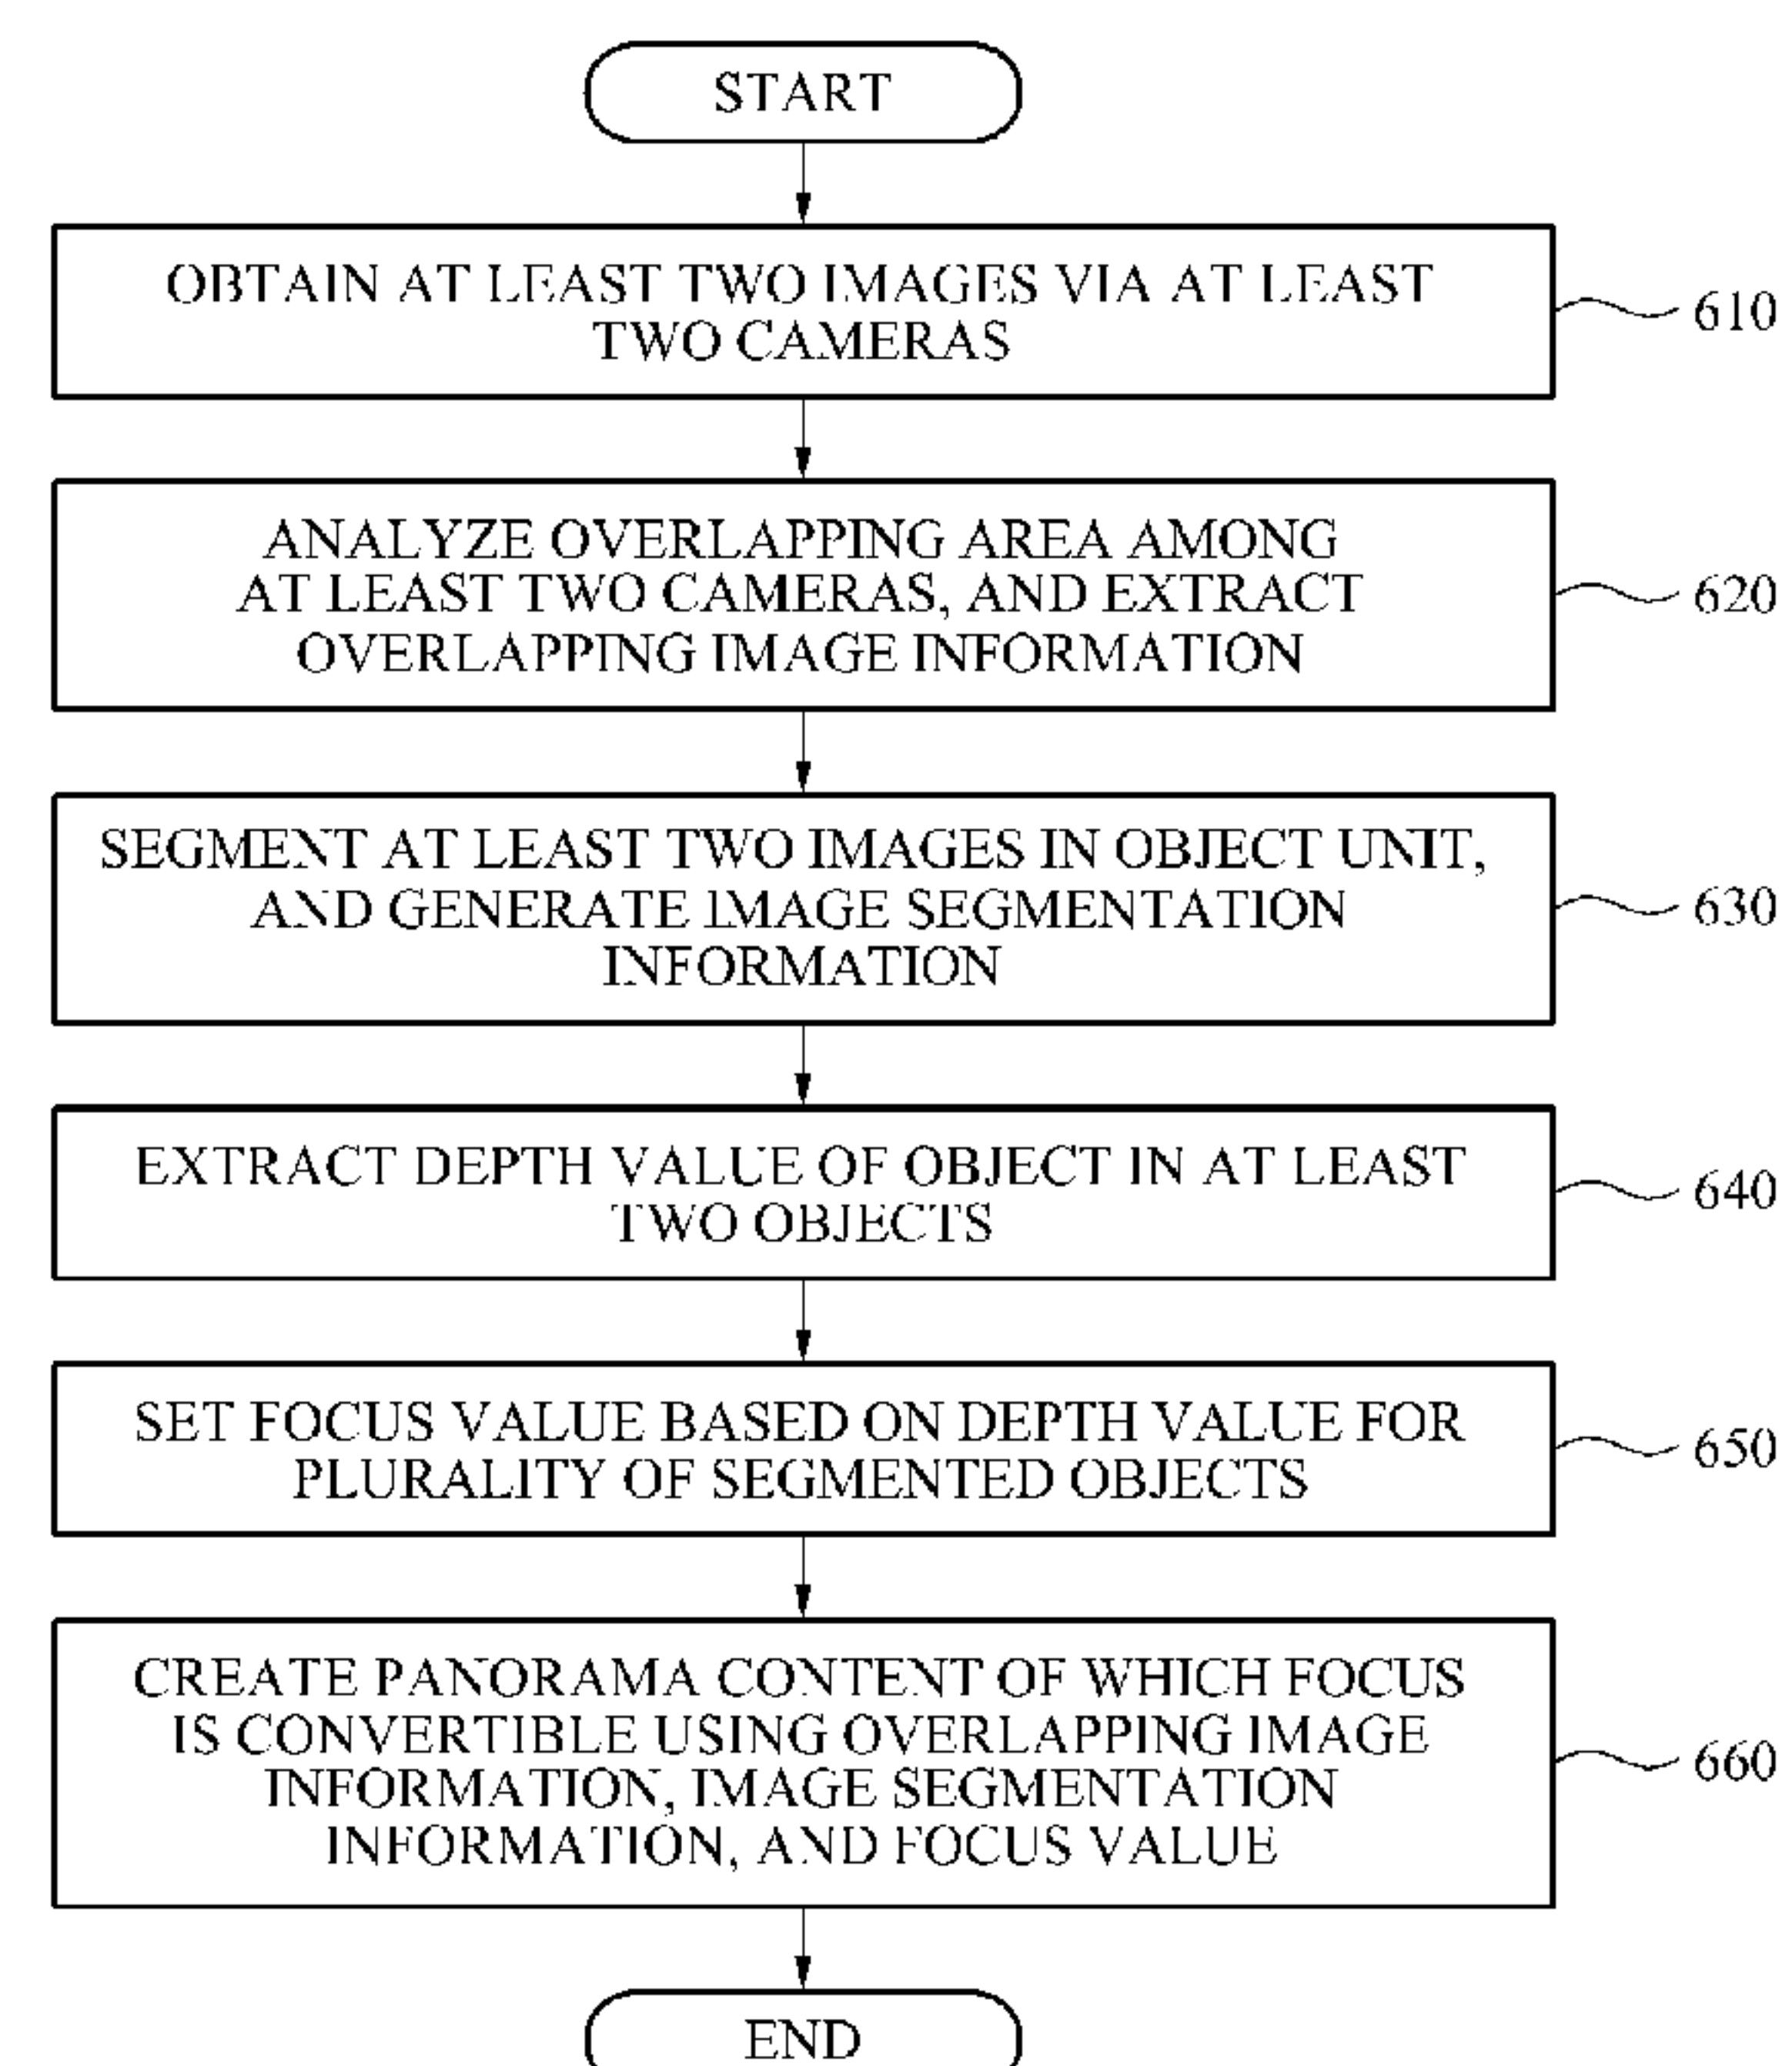 START
OBTAIN AT LEAST TWO IMAGES VIA AT LEAST
TWO CAMERAS
610
ANALYZE OVERLAPPING AREA AMONG
AT LEAST TWO CAMERAS, AND EXTRACT
OVERLAPPING IMAGE INFORMATION
620
SEGMENT AT LEAST TWO IMAGES IN OBJECT UNIT,
AND GENERATE IMAGE SEGMENTATION
INFORMATION
630
EXTRACT DEPTH VALUE OF OBJECT IN AT LEAST
TWO OBJECTS
640
SET FOCUS VALUE BASED ON DEPTH VALUE FOR
PLURALITY OF SEGMENTED OBJECTS
650
CREATE PANORAMA CONTENT OF WHICH FOCUS
IS CONVERTIBLE USING OVERLAPPING IMAGE
INFORMATION, IMAGE SEGMENTATION
INFORMATION, AND FOCUS VALUE
660
END